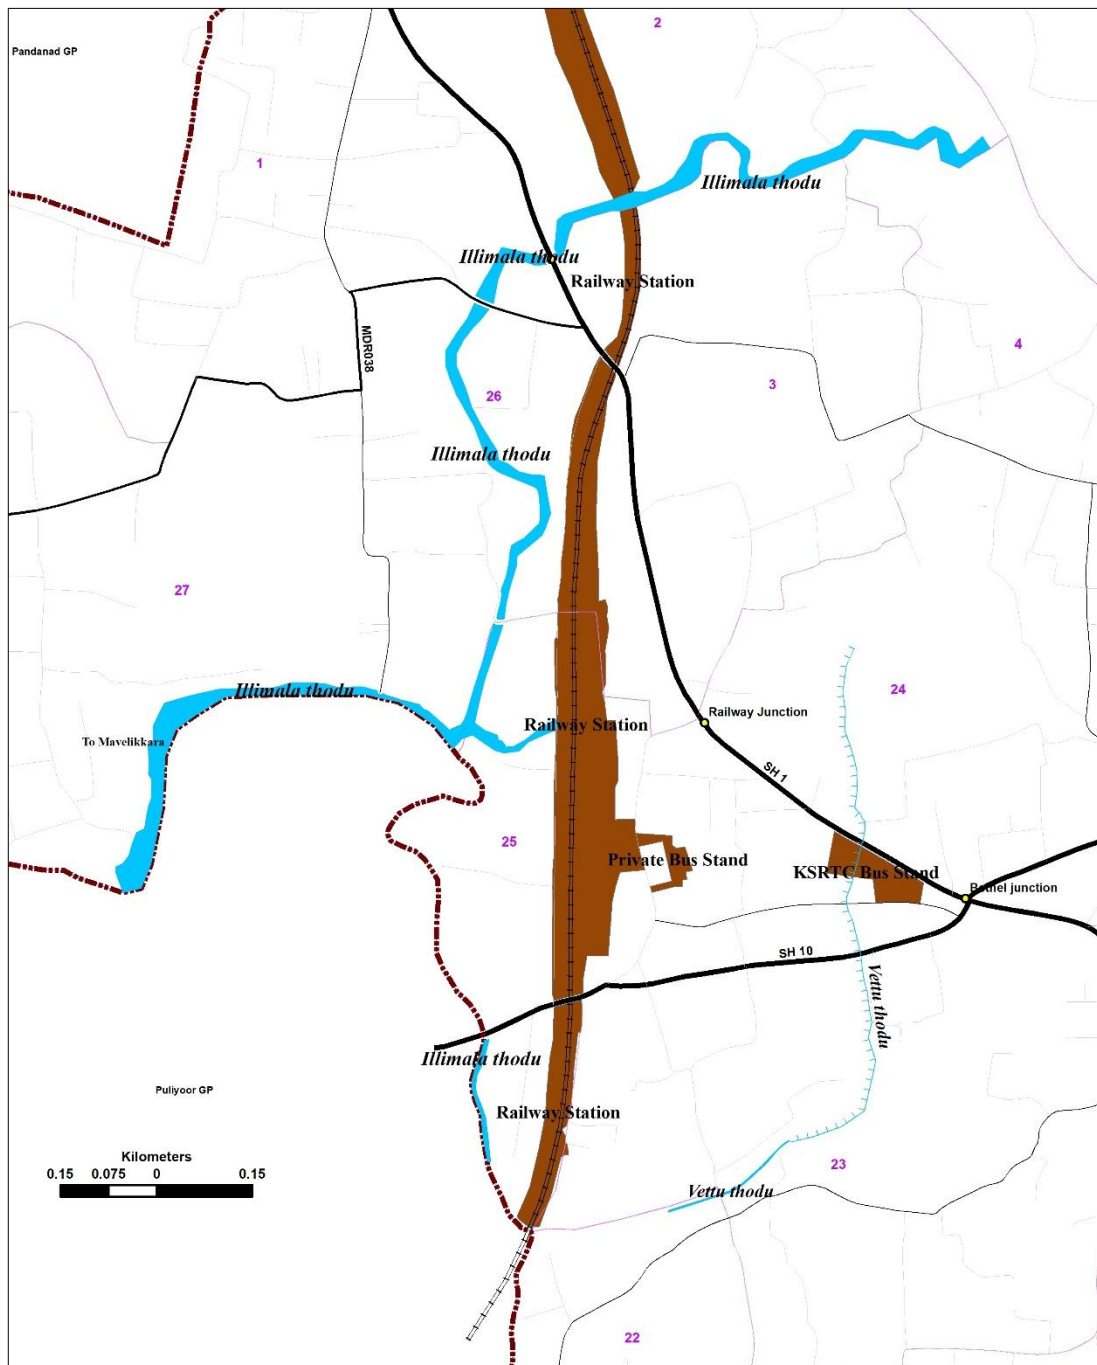 2
Pandanad GP
1
Illimala thodu
Illimala thodu
Railway Station
MDR038
4
3
26
Illimala thodu
27
Illimala thodu
24
Railway Junction
Railway Station
To Mavelikkara
SH 1
25
Private Bus Stand
KSRTC Bus Stand
Bethel junction
SH 10
Vettu thodu
Illimala thodu
Puliyoor GP
Railway Station
Kilometers
0.15 0.075 0 0.15
23
Vettu thodu
22